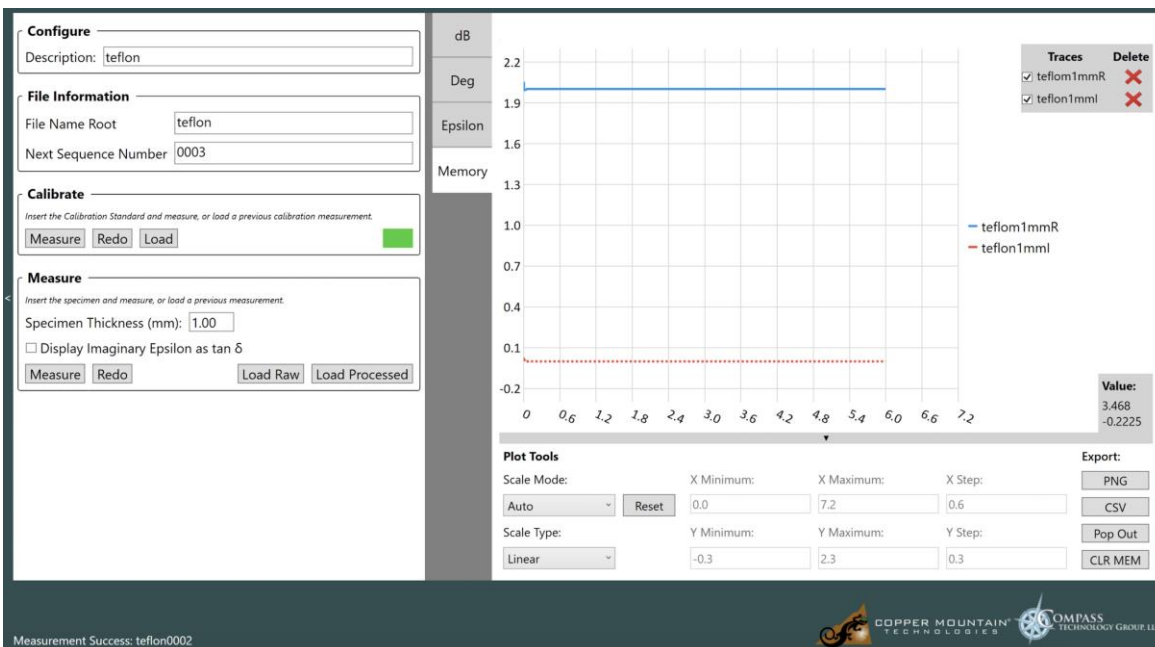 Configure
Description: teflon
File Information
File Name Root teflon
Next Sequence Number 0003
Calibrate
Insert the Calibration Standard and measure, or load a previous calibration measurement.
Measure Redo Load
Measure
Insert the specimen and measure, or load a previous measurement.
Specimen Thickness (mm): 1.00
Display Imaginary Epsilon as tan δ
Measure Redo Load Raw Load Processed
<
dB
Deg
Epsilon
Memory
2.2
1.9
1.6
1.3
1.0
0.7
0.4
0.1
-0.2
0 0.6 1.2 1.8 2.4 3.0 3.6 4.2 4.8 5.4 6.0 6.6 7.2
Traces Delete
teflom1mmR
teflon1mmI
teflom1mmR
teflon1mmI
Value:
3.468
-0.2225
Plot Tools
Scale Mode: X Minimum: X Maximum: X Step:
Auto Reset 0.0 7.2 0.6
Scale Type: Y Minimum: Y Maximum: Y Step:
Linear -0.3 2.3 0.3
Export:
PNG
CSV
Pop Out
CLR MEM
Measurement Success: teflon0002
COPPER MOUNTAIN
TECHNOLOGIES
COMPASS
TECHNOLOGY GROUP, LL